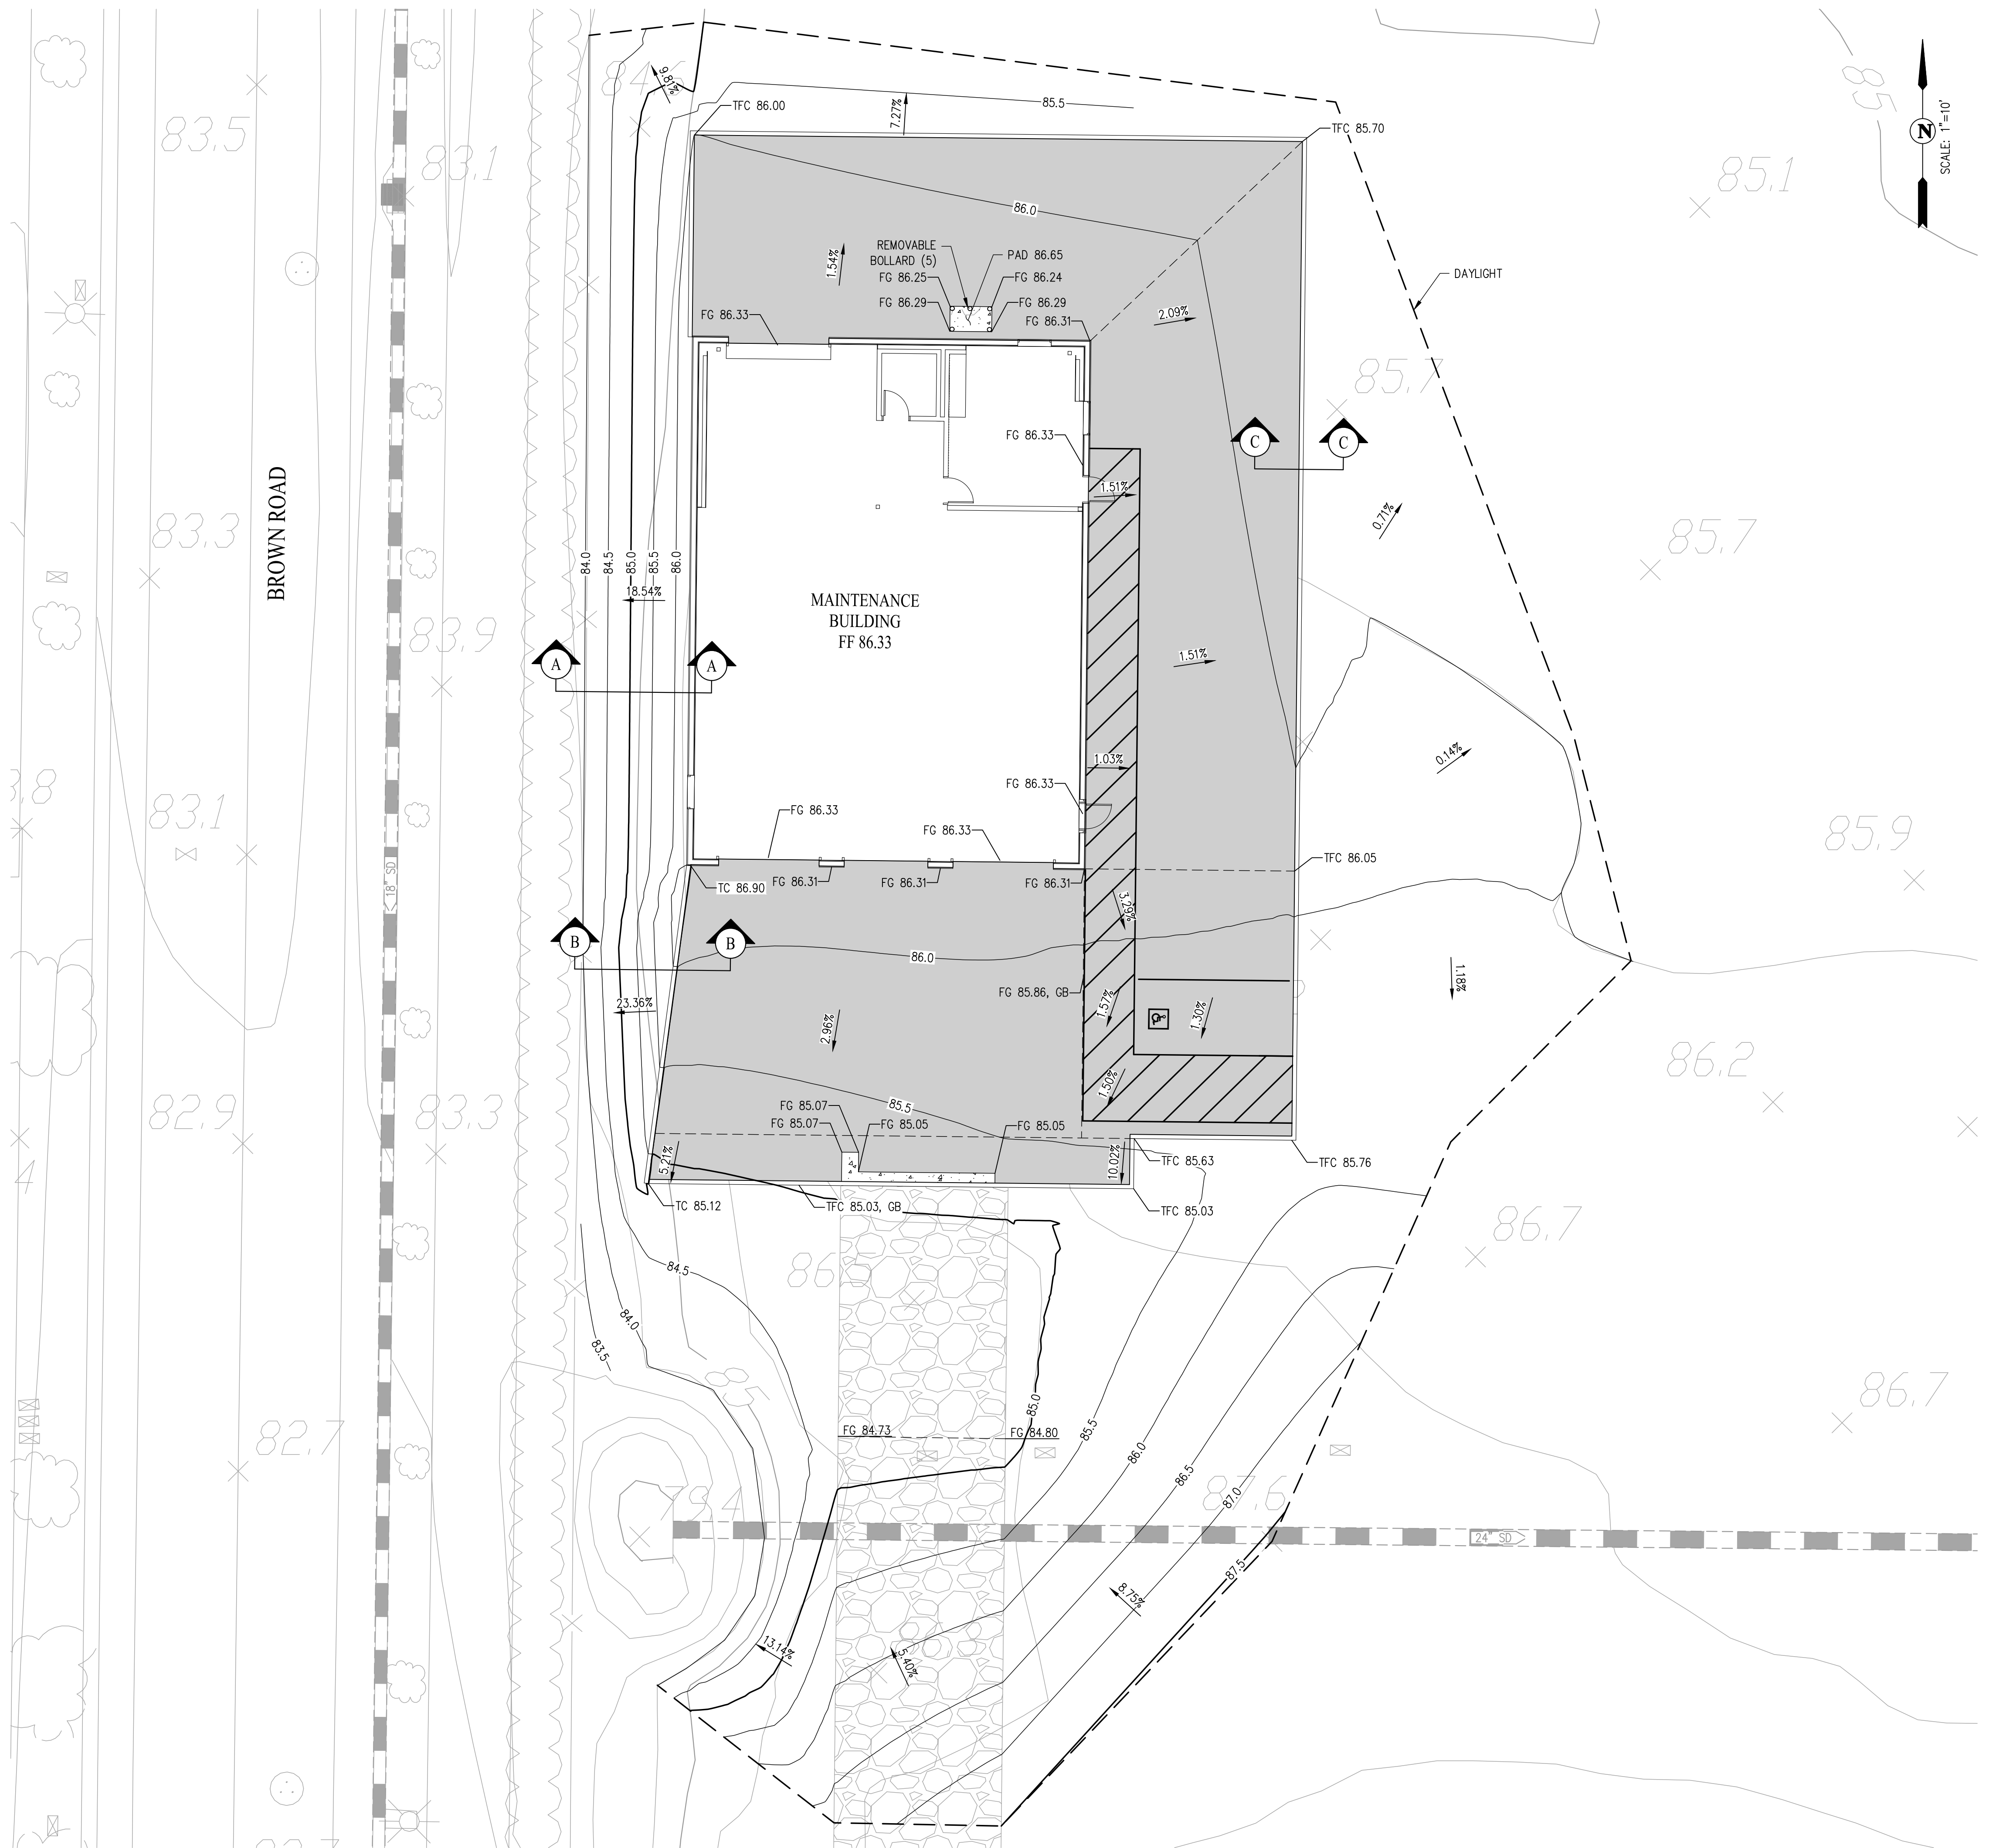 84.5
9.81%
TFC 86.00
7.27%
85.5
TFC 85.70
85
N
SCALE: 1"=10'
83.5
83.1
85.1
86.0
REMOVABLE
BOLLARD (5)
PAD 86.65
FG 86.25
FG 86.24
FG 86.29
FG 86.29
1.54%
FG 86.33
FG 86.31
2.09%
DAYLIGHT
85.7
FG 86.33
C
C
BROWN ROAD
83.3
84.0
84.5
85.0
85.5
86.0
18.54%
1.51%
0.71%
85.7
MAINTENANCE
BUILDING
FF 86.33
83.9
A
A
1.51%
1.03%
0.14%
83.1
FG 86.33
FG 86.33
FG 86.33
85.9
18" SD
TC 86.90
FG 86.31
FG 86.31
FG 86.31
TFC 86.05
3.29%
B
B
86.0
FG 85.86, GB
1.18%
23.36%
2.96%
1.57%
1.30%
86.2
82.9
83.3
1.50%
85.5
FG 85.07
FG 85.07
FG 85.05
FG 85.05
5.21%
10.02%
TFC 85.63
TFC 85.76
TC 85.12
TFC 85.03, GB
TFC 85.03
86.7
84.5
84.0
83.5
85.0
85.5
86.0
86.5
87.0
87.5
86.7
FG 84.73
FG 84.80
82.7
79.4
87.6
24" SD
8.75%
13.14%
5.40%